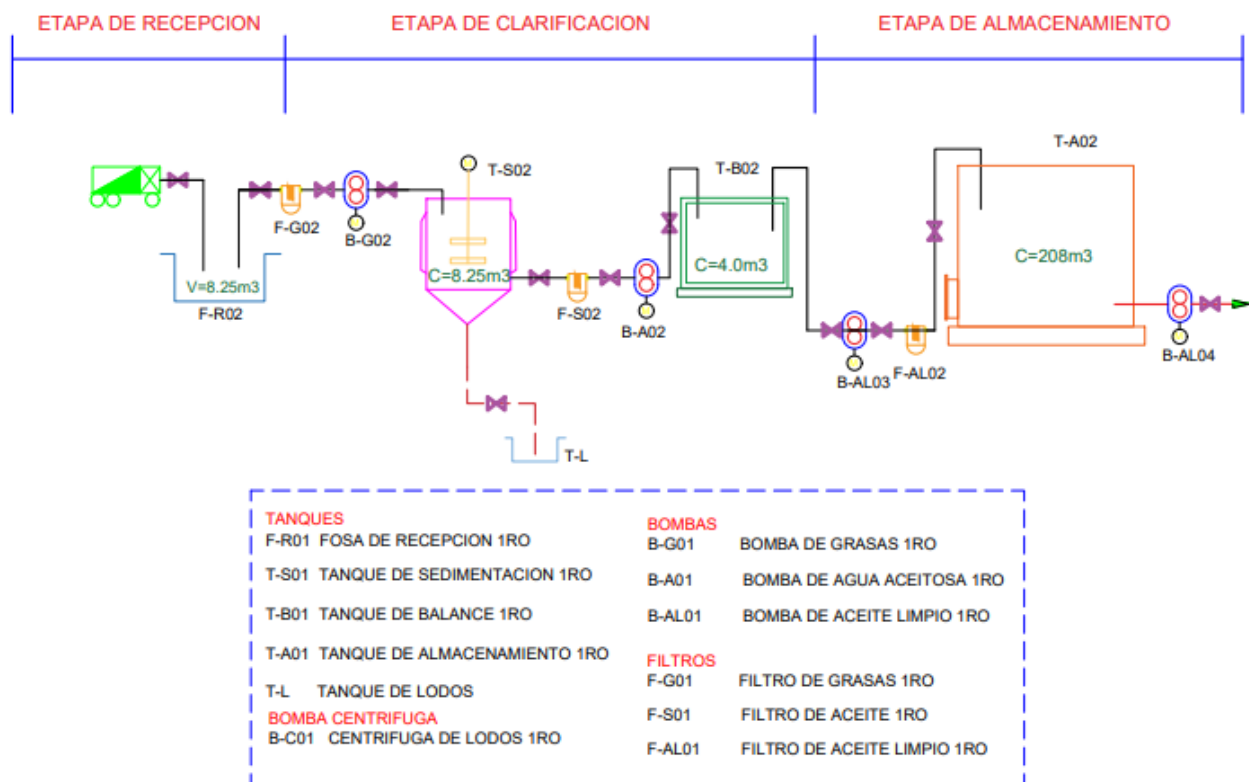 ETAPA DE RECEPCION
ETAPA DE CLARIFICACION
ETAPA DE ALMACENAMIENTO
T-S02
T-B02
T-A02
F-G02
B-G02
V=8.25m3
F-R02
C=8.25m3
F-S02
B-A02
C=4.0m3
B-AL03
F-AL02
C=208m3
B-AL04
T-L
TANQUES
F-R01 FOSA DE RECEPCION 1RO
T-S01 TANQUE DE SEDIMENTACION 1RO
T-B01 TANQUE DE BALANCE 1RO
T-A01 TANQUE DE ALMACENAMIENTO 1RO
T-L TANQUE DE LODOS
BOMBA CENTRIFUGA
B-C01 CENTRIFUGA DE LODOS 1RO
BOMBAS
B-G01 BOMBA DE GRASAS 1RO
B-A01 BOMBA DE AGUA ACEITOSA 1RO
B-AL01 BOMBA DE ACEITE LIMPIO 1RO
FILTROS
F-G01 FILTRO DE GRASAS 1RO
F-S01 FILTRO DE ACEITE 1RO
F-AL01 FILTRO DE ACEITE LIMPIO 1RO